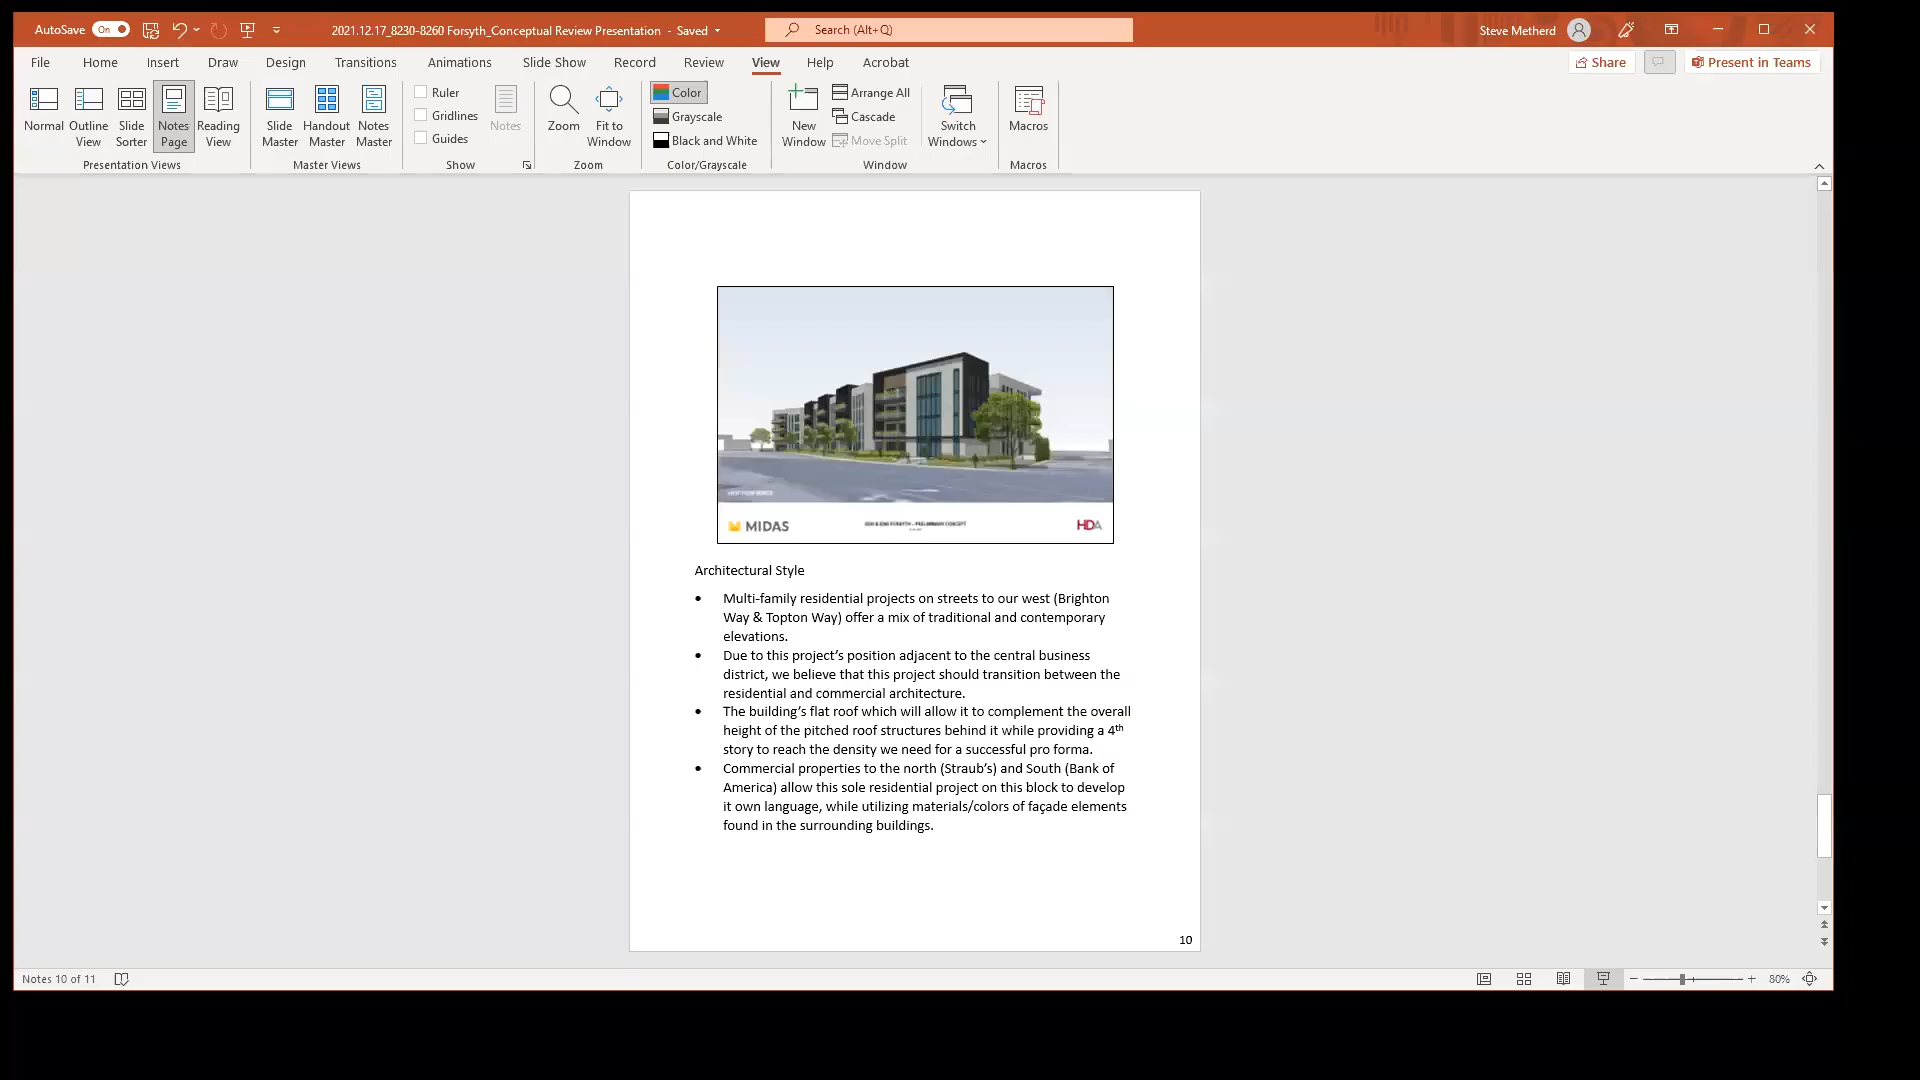 AutoSave On 2021.12.17_8230-8260 Forsyth_Conceptual Review Presentation - Saved Search (Alt+Q) Steve Metherd
File Home Insert Draw Design Transitions Animations Slide Show Record Review View Help Acrobat Share Present in Teams
Normal Outline View Slide Sorter Notes Page Reading View
Slide Master Handout Master Notes Master
Ruler
Gridlines
Guides
Notes
Zoom Fit to Window
Color
Grayscale
Black and White
New Window
Arrange All
Cascade
Move Split
Switch Windows
Macros
Presentation Views Master Views Show Zoom Color/Grayscale Window Macros
MIDAS HDA
Architectural Style
• Multi-family residential projects on streets to our west (Brighton
Way & Topton Way) offer a mix of traditional and contemporary
elevations.
• Due to this project’s position adjacent to the central business
district, we believe that this project should transition between the
residential and commercial architecture.
• The building’s flat roof which will allow it to complement the overall
height of the pitched roof structures behind it while providing a 4th
story to reach the density we need for a successful pro forma.
• Commercial properties to the north (Straub’s) and South (Bank of
America) allow this sole residential project on this block to develop
it own language, while utilizing materials/colors of façade elements
found in the surrounding buildings.
10
Notes 10 of 11 80%